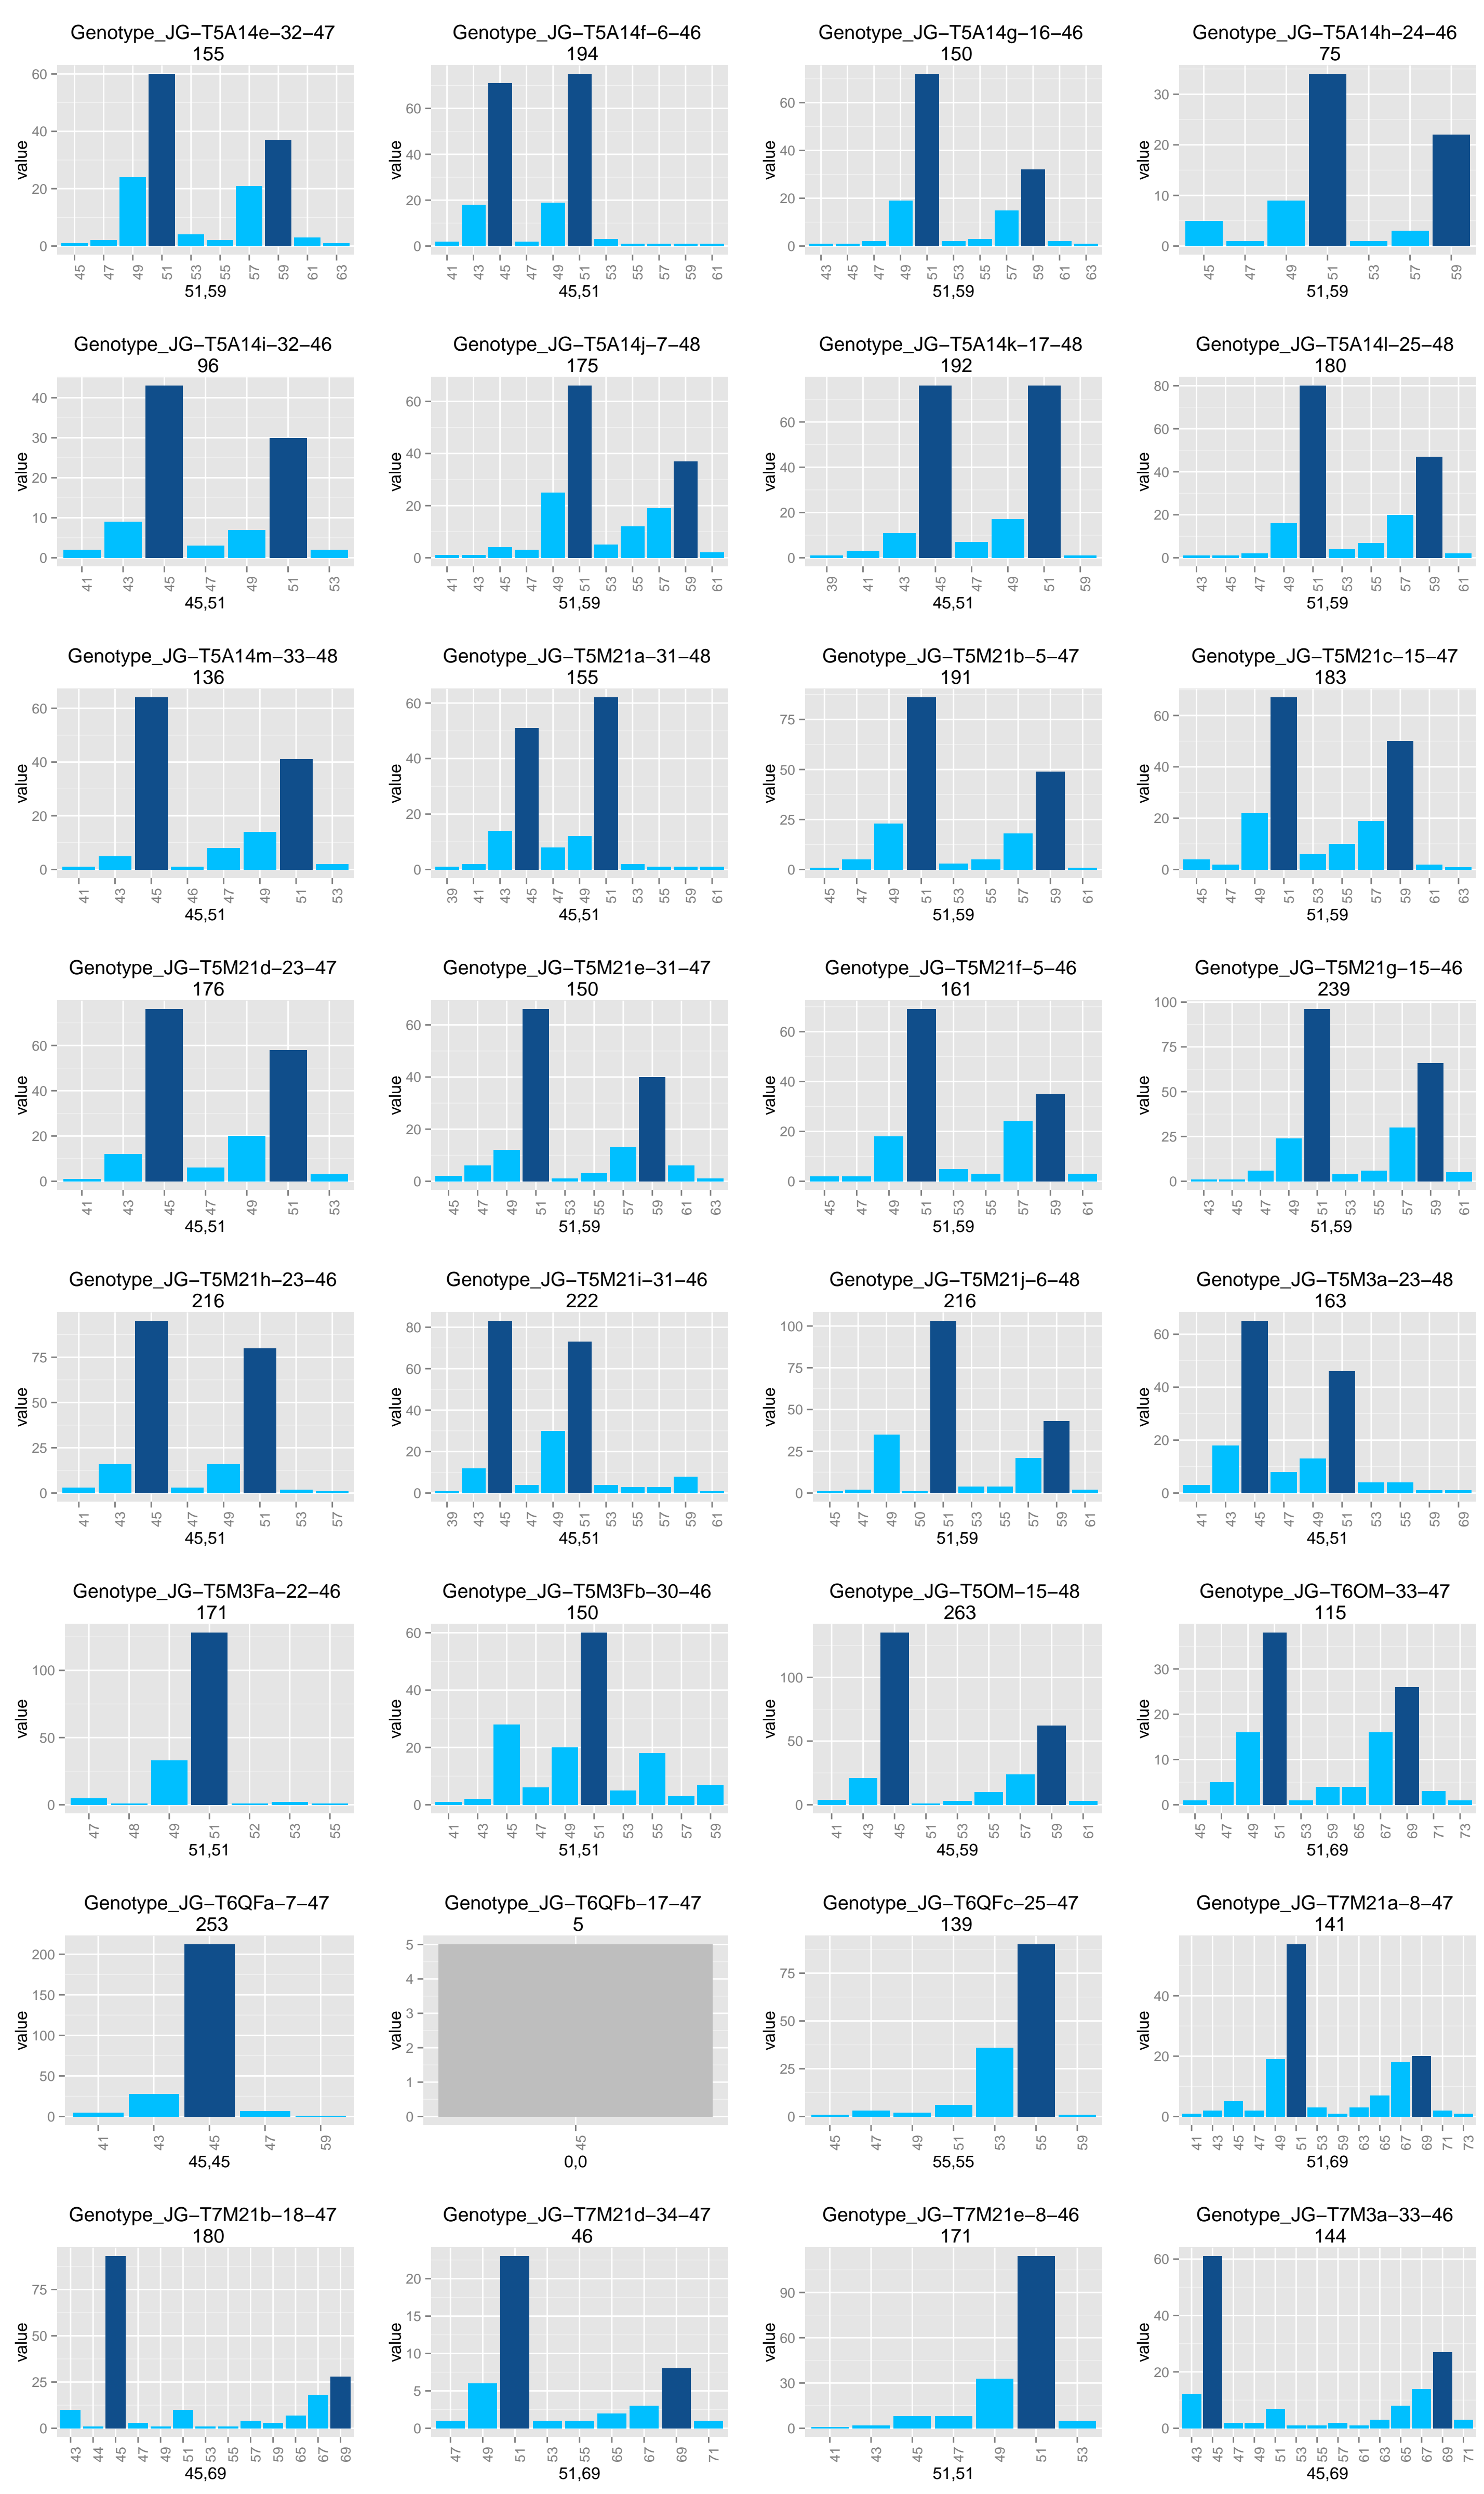 Genotype_JG−T5A14e−32−47
155
60
40
20
0
value
45 47 49 51 53 55 57 59 61 63
51,59
Genotype_JG−T5A14f−6−46
194
60
40
20
0
value
41 43 45 47 49 51 53 55 57 59 61
45,51
Genotype_JG−T5A14g−16−46
150
60
40
20
0
value
43 45 47 49 51 53 55 57 59 61 63
51,59
Genotype_JG−T5A14h−24−46
75
30
20
10
0
value
45 47 49 51 53 57 59
51,59
Genotype_JG−T5A14i−32−46
96
40
30
20
10
0
value
41 43 45 47 49 51 53
45,51
Genotype_JG−T5A14j−7−48
175
60
40
20
0
value
41 43 45 47 49 51 53 55 57 59 61
51,59
Genotype_JG−T5A14k−17−48
192
60
40
20
0
value
39 41 43 45 47 49 51 59
45,51
Genotype_JG−T5A14l−25−48
180
80
60
40
20
0
value
43 45 47 49 51 53 55 57 59 61
51,59
Genotype_JG−T5A14m−33−48
136
60
40
20
0
value
41 43 45 46 47 49 51 53
45,51
Genotype_JG−T5M21a−31−48
155
60
40
20
0
value
39 41 43 45 47 49 51 53 57 59 61
45,51
Genotype_JG−T5M21b−5−47
191
75
50
25
0
value
45 47 49 51 53 55 57 59 61
51,59
Genotype_JG−T5M21c−15−47
183
60
40
20
0
value
45 47 49 51 53 55 57 59 61 63
51,59
Genotype_JG−T5M21d−23−47
176
60
40
20
0
value
41 43 45 47 49 51 53
45,51
Genotype_JG−T5M21e−31−47
150
60
40
20
0
value
45 47 49 51 53 55 57 59 61 63
51,59
Genotype_JG−T5M21f−5−46
161
60
40
20
0
value
45 47 49 51 53 55 57 59 61
51,59
Genotype_JG−T5M21g−15−46
239
100
75
50
25
0
value
43 45 47 49 51 53 55 57 59 61
51,59
Genotype_JG−T5M21h−23−46
216
75
50
25
0
value
41 43 45 47 49 51 53 57
45,51
Genotype_JG−T5M21i−31−46
222
80
60
40
20
0
value
39 43 45 47 49 51 53 55 57 59 61
45,51
Genotype_JG−T5M21j−6−48
216
100
75
50
25
0
value
45 47 49 50 51 53 55 57 59 61
51,59
Genotype_JG−T5M3a−23−48
163
60
40
20
0
value
41 43 45 47 49 51 53 55 59 69
45,51
Genotype_JG−T5M3Fa−22−46
171
100
50
0
value
47 48 49 51 52 53 55
51,51
Genotype_JG−T5M3Fb−30−46
150
60
40
20
0
value
41 43 45 47 49 51 53 55 57 59
51,51
Genotype_JG−T5OM−15−48
263
100
50
0
value
41 43 45 51 53 55 57 59 61
45,59
Genotype_JG−T6OM−33−47
115
30
20
10
0
value
45 47 49 51 53 59 65 67 69 71 73
51,69
Genotype_JG−T6QFa−7−47
253
200
150
100
50
0
value
41 43 45 47 59
45,45
Genotype_JG−T6QFb−17−47
5
5
4
3
2
1
0
value
45
0,0
Genotype_JG−T6QFc−25−47
139
75
50
25
0
value
45 47 49 51 53 55 59
55,55
Genotype_JG−T7M21a−8−47
141
40
20
0
value
41 43 45 47 49 51 53 59 63 65 67 69 71 73
51,69
Genotype_JG−T7M21b−18−47
180
75
50
25
0
value
43 44 45 47 49 51 53 55 57 59 65 67 69
45,69
Genotype_JG−T7M21d−34−47
46
20
15
10
5
0
value
47 49 51 53 55 65 67 69 71
51,69
Genotype_JG−T7M21e−8−46
171
90
60
30
0
value
41 43 45 47 49 51 53
51,51
Genotype_JG−T7M3a−33−46
144
60
40
20
0
value
43 45 47 49 51 53 55 57 61 63 65 67 69 71
45,69